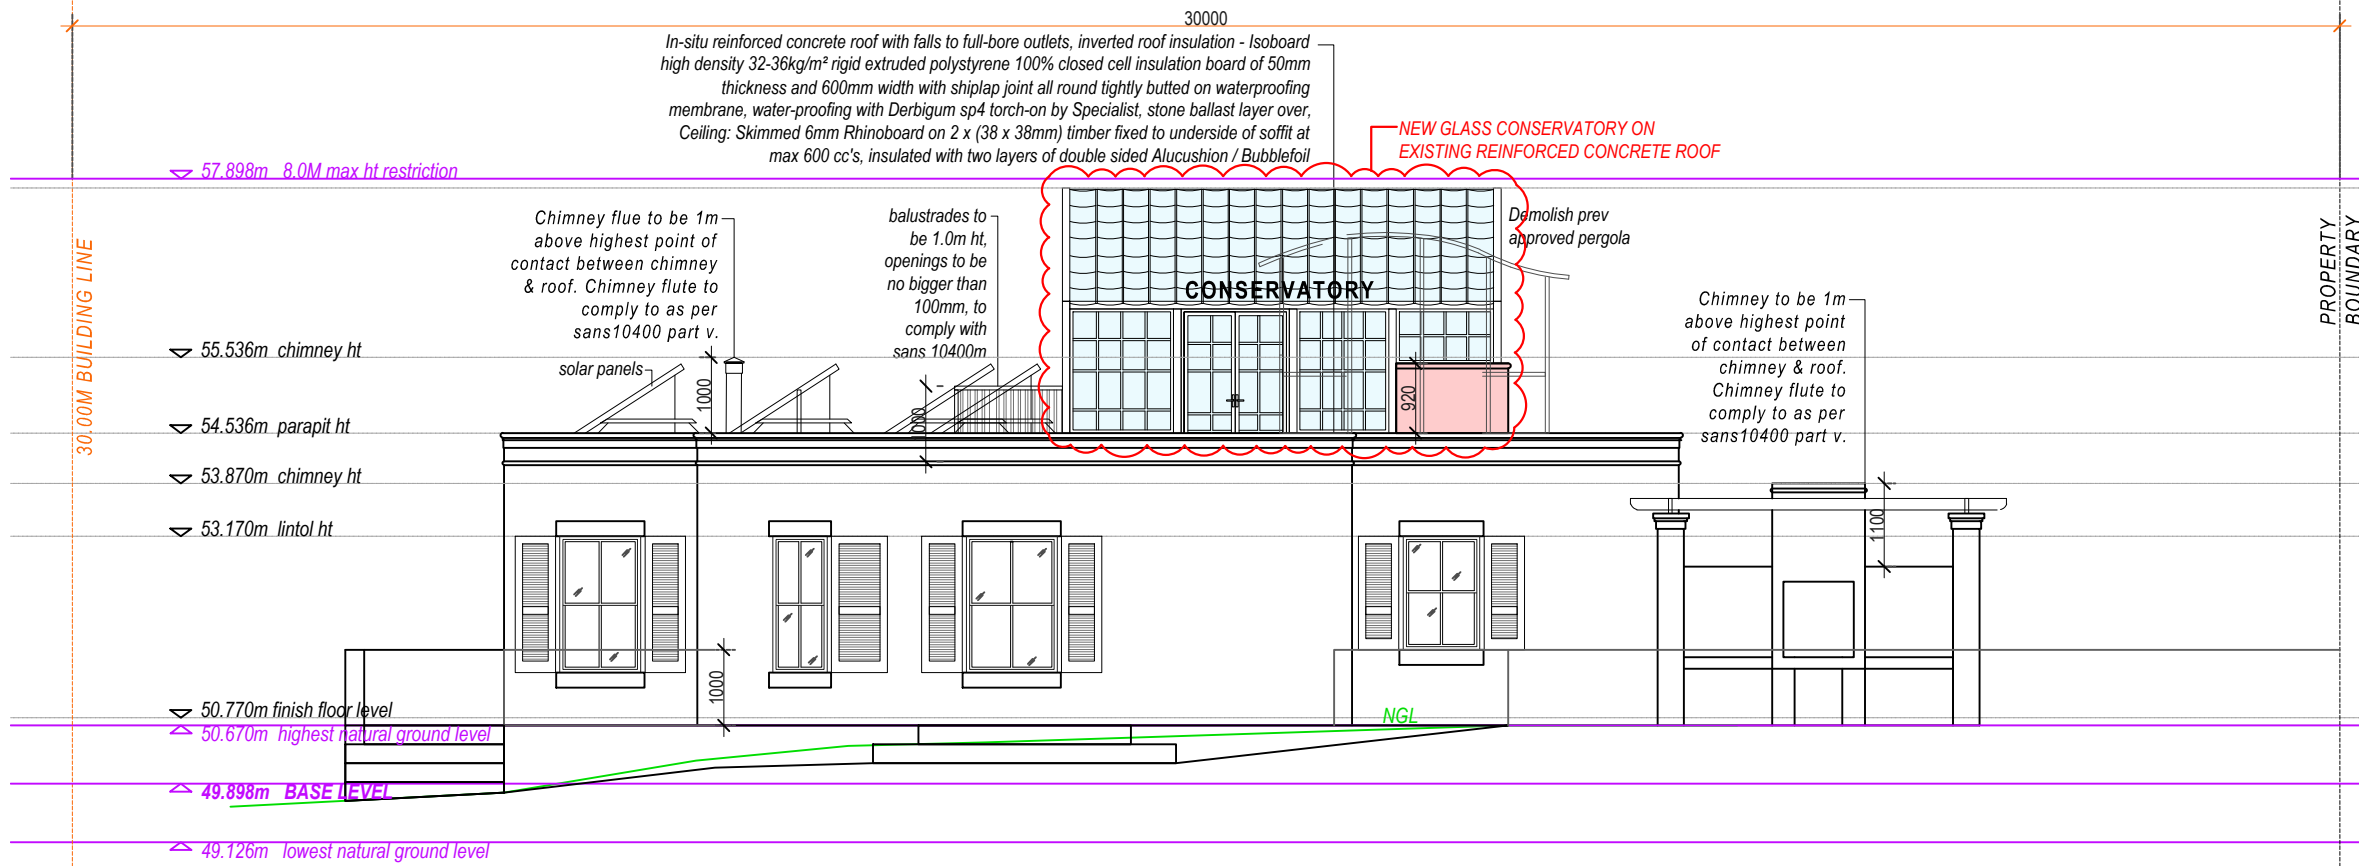 30000
In-situ reinforced concrete roof with falls to full-bore outlets, inverted roof insulation - Isoboard
high density 32-36kg/m² rigid extruded polystyrene 100% closed cell insulation board of 50mm
thickness and 600mm width with shiplap joint all round tightly butted on waterproofing
membrane, water-proofing with Derbigum sp4 torch-on by Specialist, stone ballast layer over,
Ceiling: Skimmed 6mm Rhinoboard on 2 x (38 x 38mm) timber fixed to underside of soffit at
max 600 cc's, insulated with two layers of double sided Alucushion / Bubblefoil
NEW GLASS CONSERVATORY ON
EXISTING REINFORCED CONCRETE ROOF
57.898m 8.0M max ht restriction
30.00M BUILDING LINE
Chimney flue to be 1m
above highest point of
contact between chimney
& roof. Chimney flute to
comply to as per
sans10400 part v.
balustrades to
be 1.0m ht,
openings to be
no bigger than
100mm, to
comply with
sans 10400m
Demolish prev
approved pergola
PROPERTY
BOUNDARY
CONSERVATORY
Chimney to be 1m
above highest point
of contact between
chimney & roof.
Chimney flute to
comply to as per
sans10400 part v.
55.536m chimney ht
solar panels
1000
1000
920
54.536m parapit ht
53.870m chimney ht
53.170m lintol ht
1100
1000
50.770m finish floor level
50.670m highest natural ground level
NGL
49.898m BASE LEVEL
49.126m lowest natural ground level